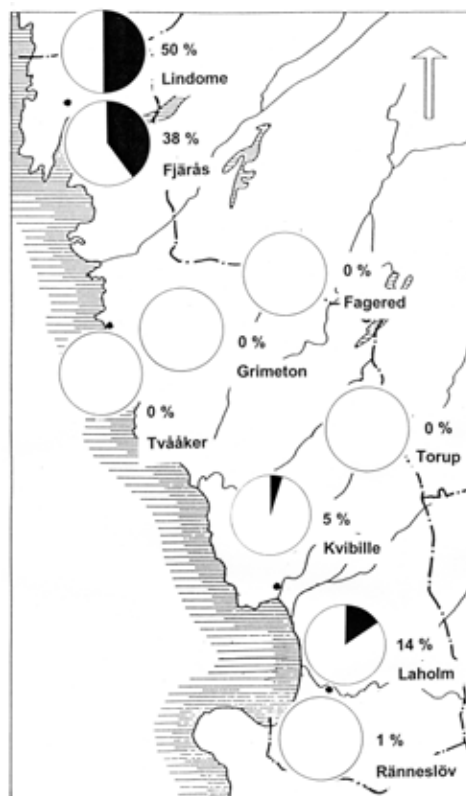 50 %
Lindome
38 %
Fjärås
0 %
Fagered
0 %
Grimeton
0 %
Tvååker
0 %
Torup
5 %
Kvibille
14 %
Laholm
1 %
Ränneslöv